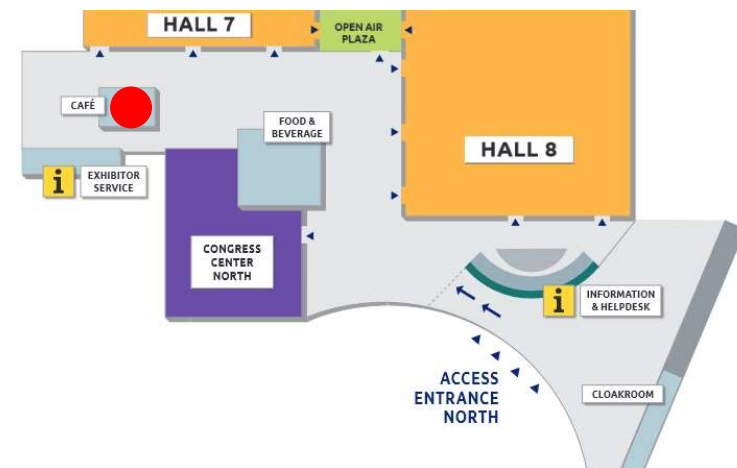 HALL 7
OPEN AIR
PLAZA
CAFÉ
FOOD &
BEVERAGE
HALL 8
i
EXHIBITOR
SERVICE
CONGRESS
CENTER
NORTH
i
INFORMATION
& HELPDESK
ACCESS
ENTRANCE
NORTH
CLOAKROOM